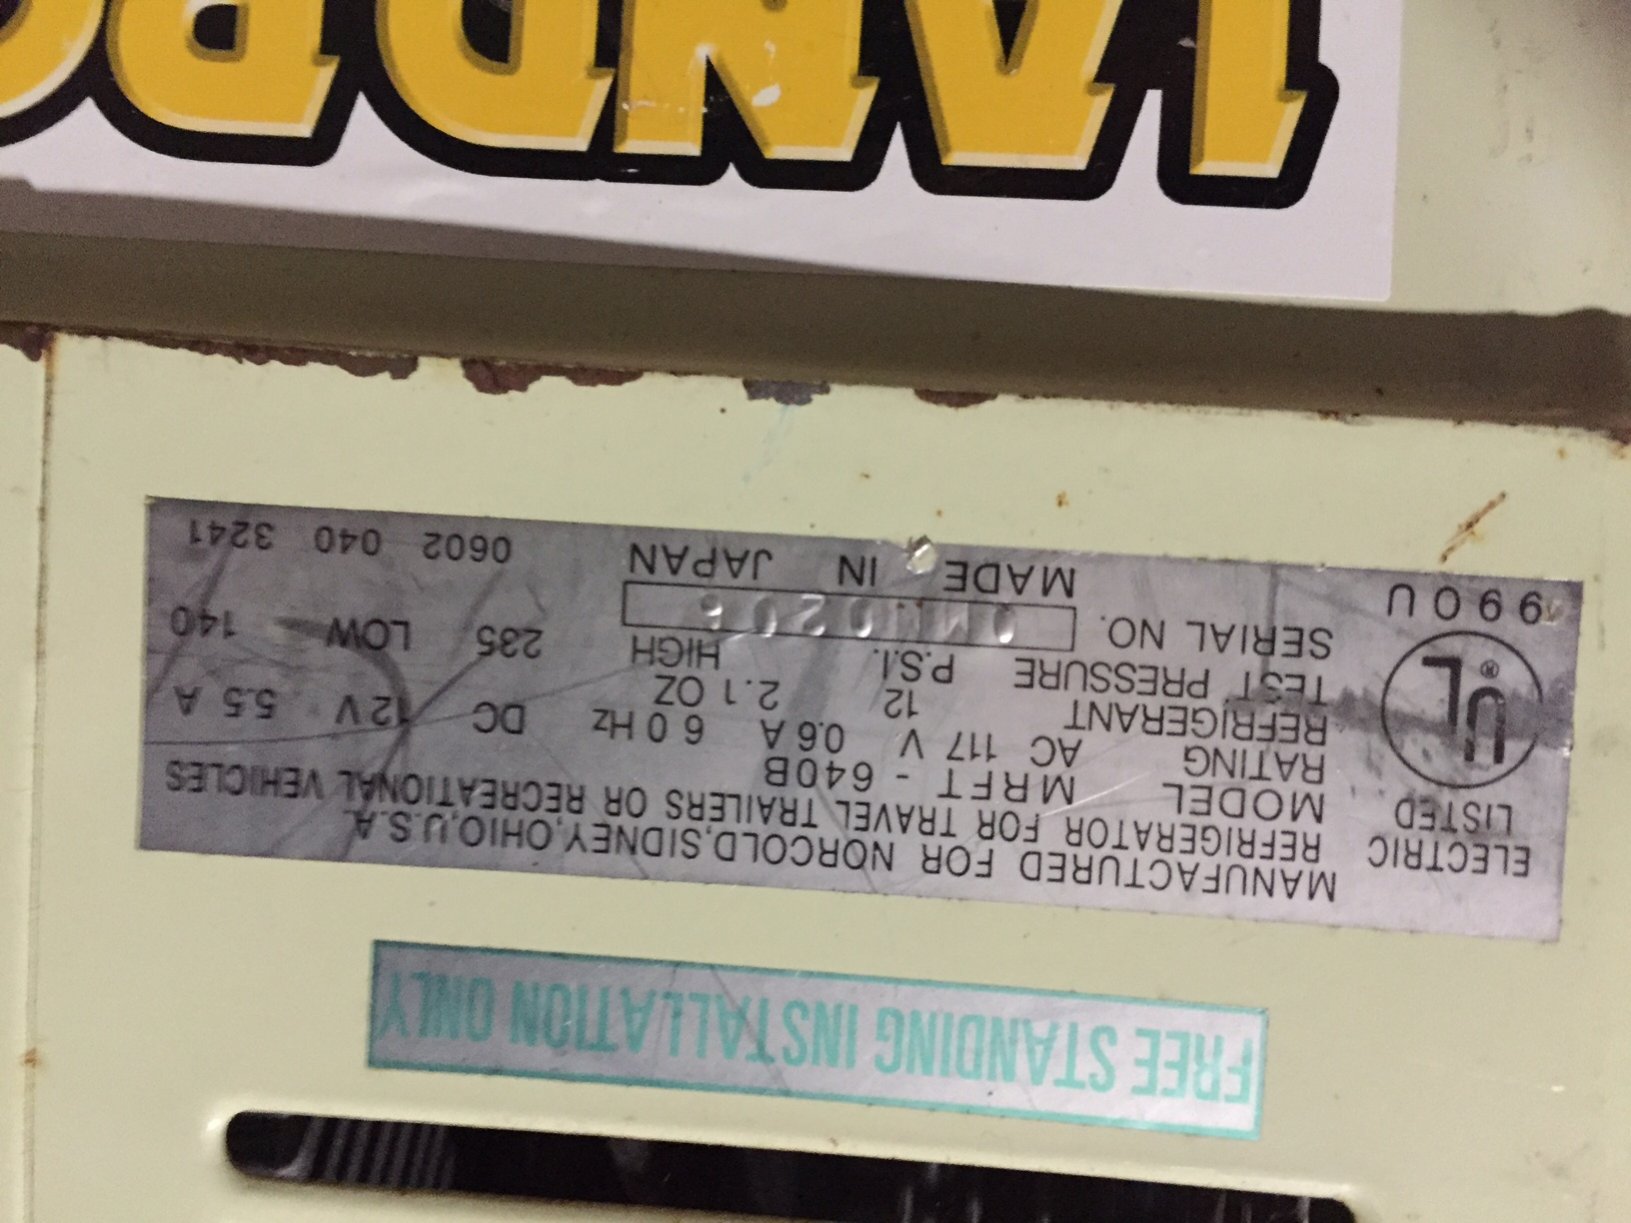 FREE STANDING INSTALLATION ONLY
MANUFACTURED FOR NORCOLD,SIDNEY,OHIO,U.S.A.
ELECTRIC REFRIGERATOR FOR TRAVEL TRAILERS OR RECREATIONAL VEHICLES
LISTED MODEL MRFT - 640B
RATING AC 117 V 0.6 A 60 Hz DC 12 V 5.5 A
UL® REFRIGERANT 12 2.1 OZ
TEST PRESSURE P.S.I. HIGH 235 LOW 140
SERIAL NO.
990U MADE IN JAPAN 0602 040 3241